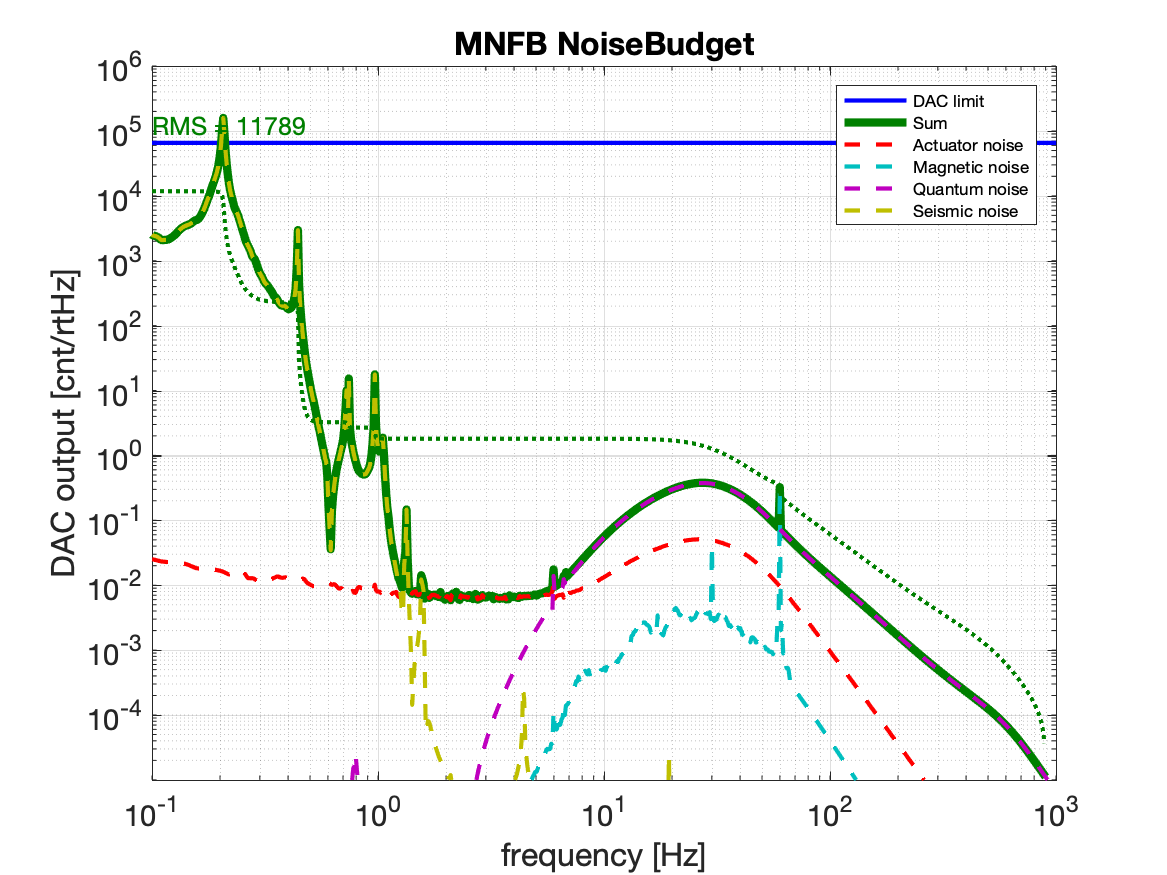 MNFB NoiseBudget
10^6
10^5
10^4
10^3
10^2
10^1
10^0
10^-1
10^-2
10^-3
10^-4
DAC output [cnt/rtHz]
RMS = 11789
DAC limit
Sum
Actuator noise
Magnetic noise
Quantum noise
Seismic noise
10^-1 10^0 10^1 10^2 10^3
frequency [Hz]